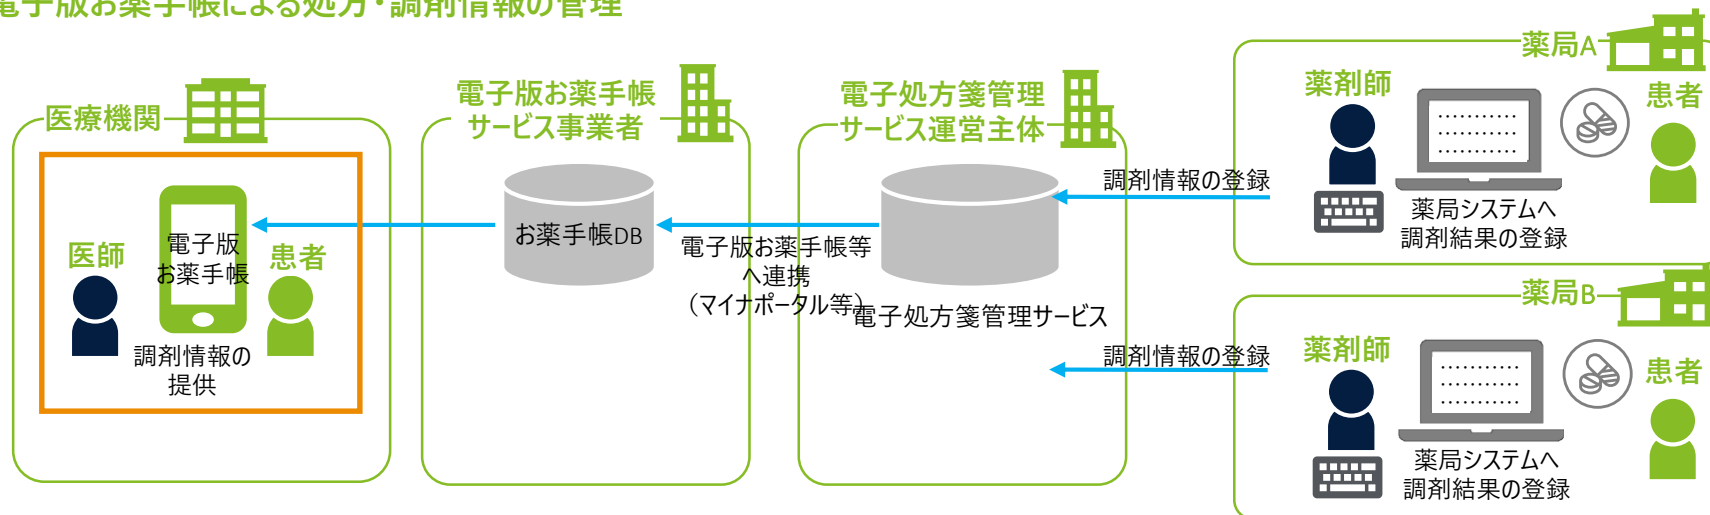 電子版お薬手帳による処方・調剤情報の管理
医療機関
医師
電子版
お薬手帳
患者
調剤情報の
提供
電子版お薬手帳
サービス事業者
お薬手帳DB
電子版お薬手帳等
へ連携
（マイナポータル等）
電子処方箋管理
サービス運営主体
電子処方箋管理サービス
調剤情報の登録
調剤情報の登録
薬局A
薬剤師
患者
薬局システムへ
調剤結果の登録
薬局B
薬剤師
患者
薬局システムへ
調剤結果の登録